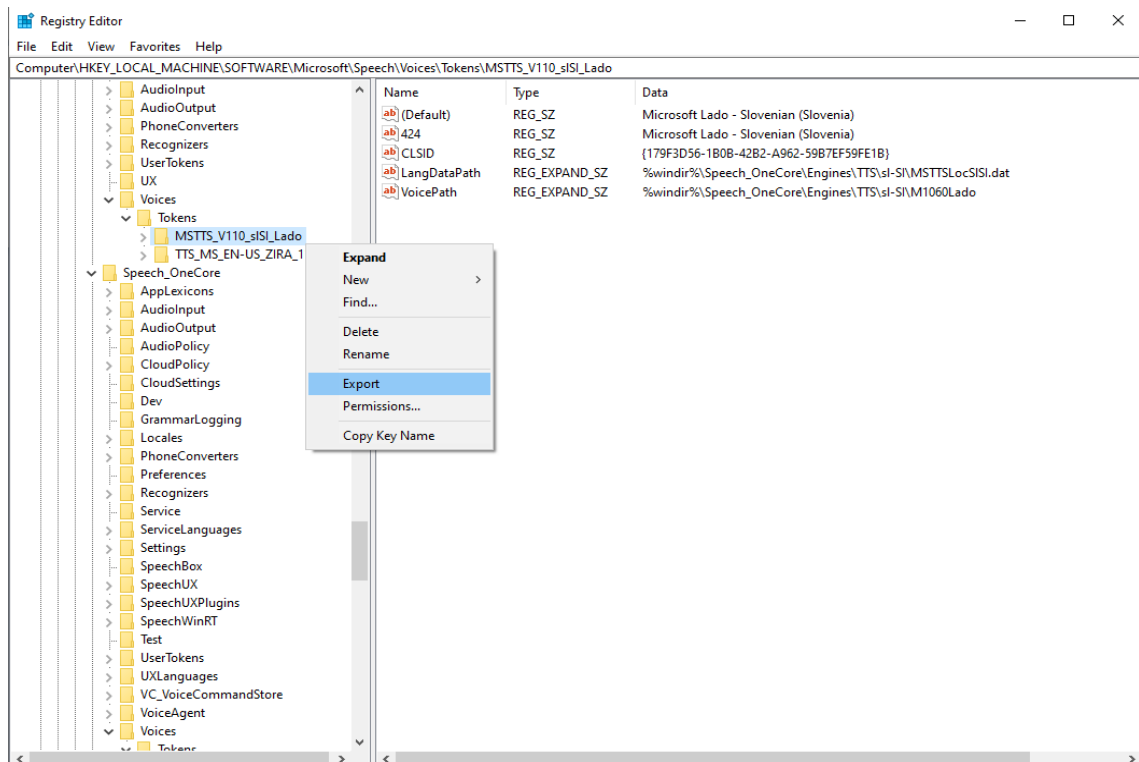 Registry Editor
File Edit View Favorites Help
Computer\HKEY_LOCAL_MACHINE\SOFTWARE\Microsoft\Speech\Voices\Tokens\MSTTS_V110_slSI_Lado
AudioInput
AudioOutput
PhoneConverters
Recognizers
UserTokens
UX
Voices
Tokens
MSTTS_V110_slSI_Lado
TTS_MS_EN-US_ZIRA_1
Speech_OneCore
AppLexicons
AudioInput
AudioOutput
AudioPolicy
CloudPolicy
CloudSettings
Dev
GrammarLogging
Locales
PhoneConverters
Preferences
Recognizers
Service
ServiceLanguages
Settings
SpeechBox
SpeechUX
SpeechUXPlugins
SpeechWinRT
Test
UserTokens
UXLanguages
VC_VoiceCommandStore
VoiceAgent
Voices
Tokens
Expand
New
Find...
Delete
Rename
Export
Permissions...
Copy Key Name
Name Type Data
(Default) REG_SZ Microsoft Lado - Slovenian (Slovenia)
424 REG_SZ Microsoft Lado - Slovenian (Slovenia)
CLSID REG_SZ {179F3D56-1B0B-42B2-A962-59B7EF59FE1B}
LangDataPath REG_EXPAND_SZ %windir%\Speech_OneCore\Engines\TTS\sl-SI\MSTTSLocSlSI.dat
VoicePath REG_EXPAND_SZ %windir%\Speech_OneCore\Engines\TTS\sl-SI\M1060Lado